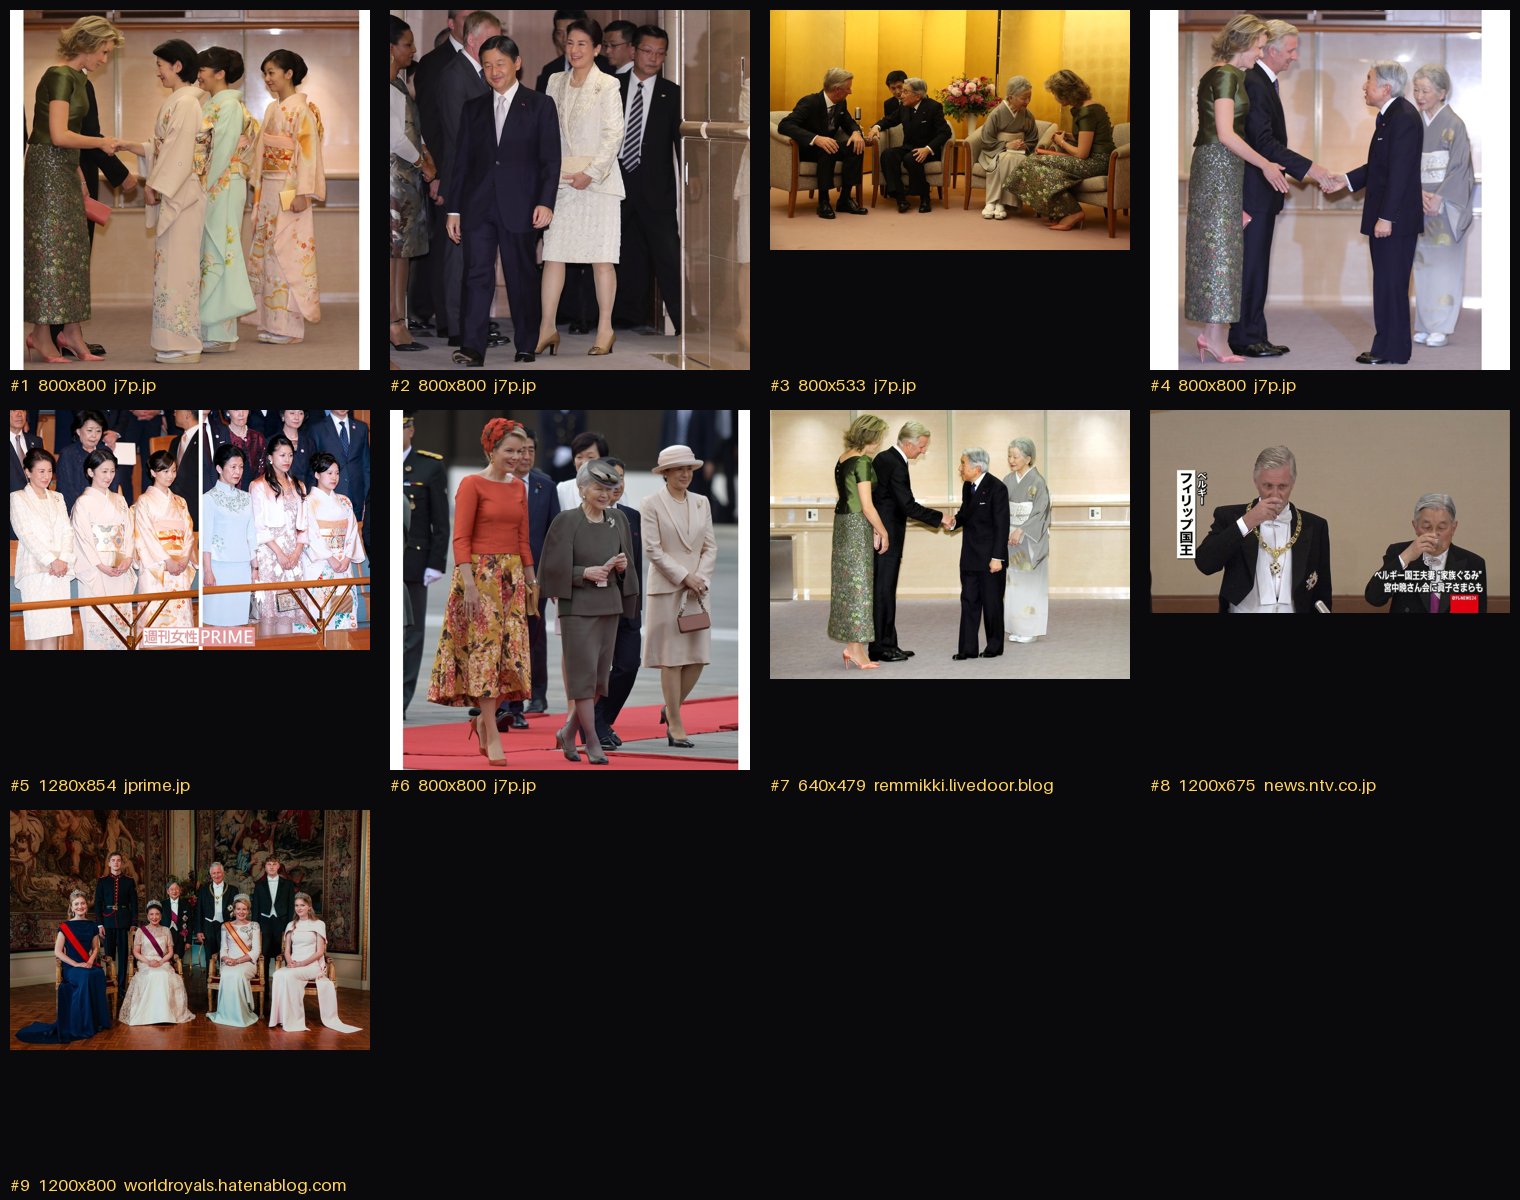 #1 800x800 j7p.jp
#2 800x800 j7p.jp
#3 800x533 j7p.jp
#4 800x800 j7p.jp
週刊女性PRIME
ベルギー
フィリップ国王
ベルギー国王夫妻“家族ぐるみ”
宮中晩さん会に眞子さまらも
#5 1280x854 jprime.jp
#6 800x800 j7p.jp
#7 640x479 remmikki.livedoor.blog
#8 1200x675 news.ntv.co.jp
#9 1200x800 worldroyals.hatenablog.com